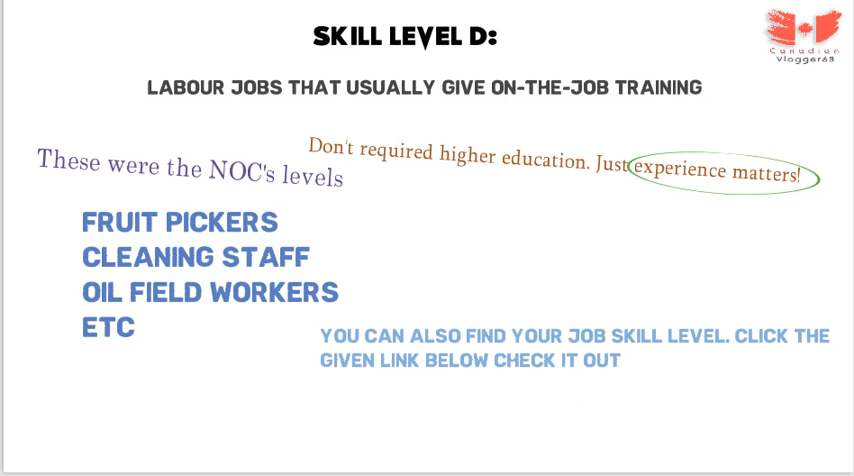 SKILL LEVEL D:
Canadian
Vlogger63
LABOUR JOBS THAT USUALLY GIVE ON-THE-JOB TRAINING
Don't required higher education. Just experience matters!
These were the NOC's levels
FRUIT PICKERS
CLEANING STAFF
OIL FIELD WORKERS
ETC
YOU CAN ALSO FIND YOUR JOB SKILL LEVEL. CLICK THE
GIVEN LINK BELOW CHECK IT OUT